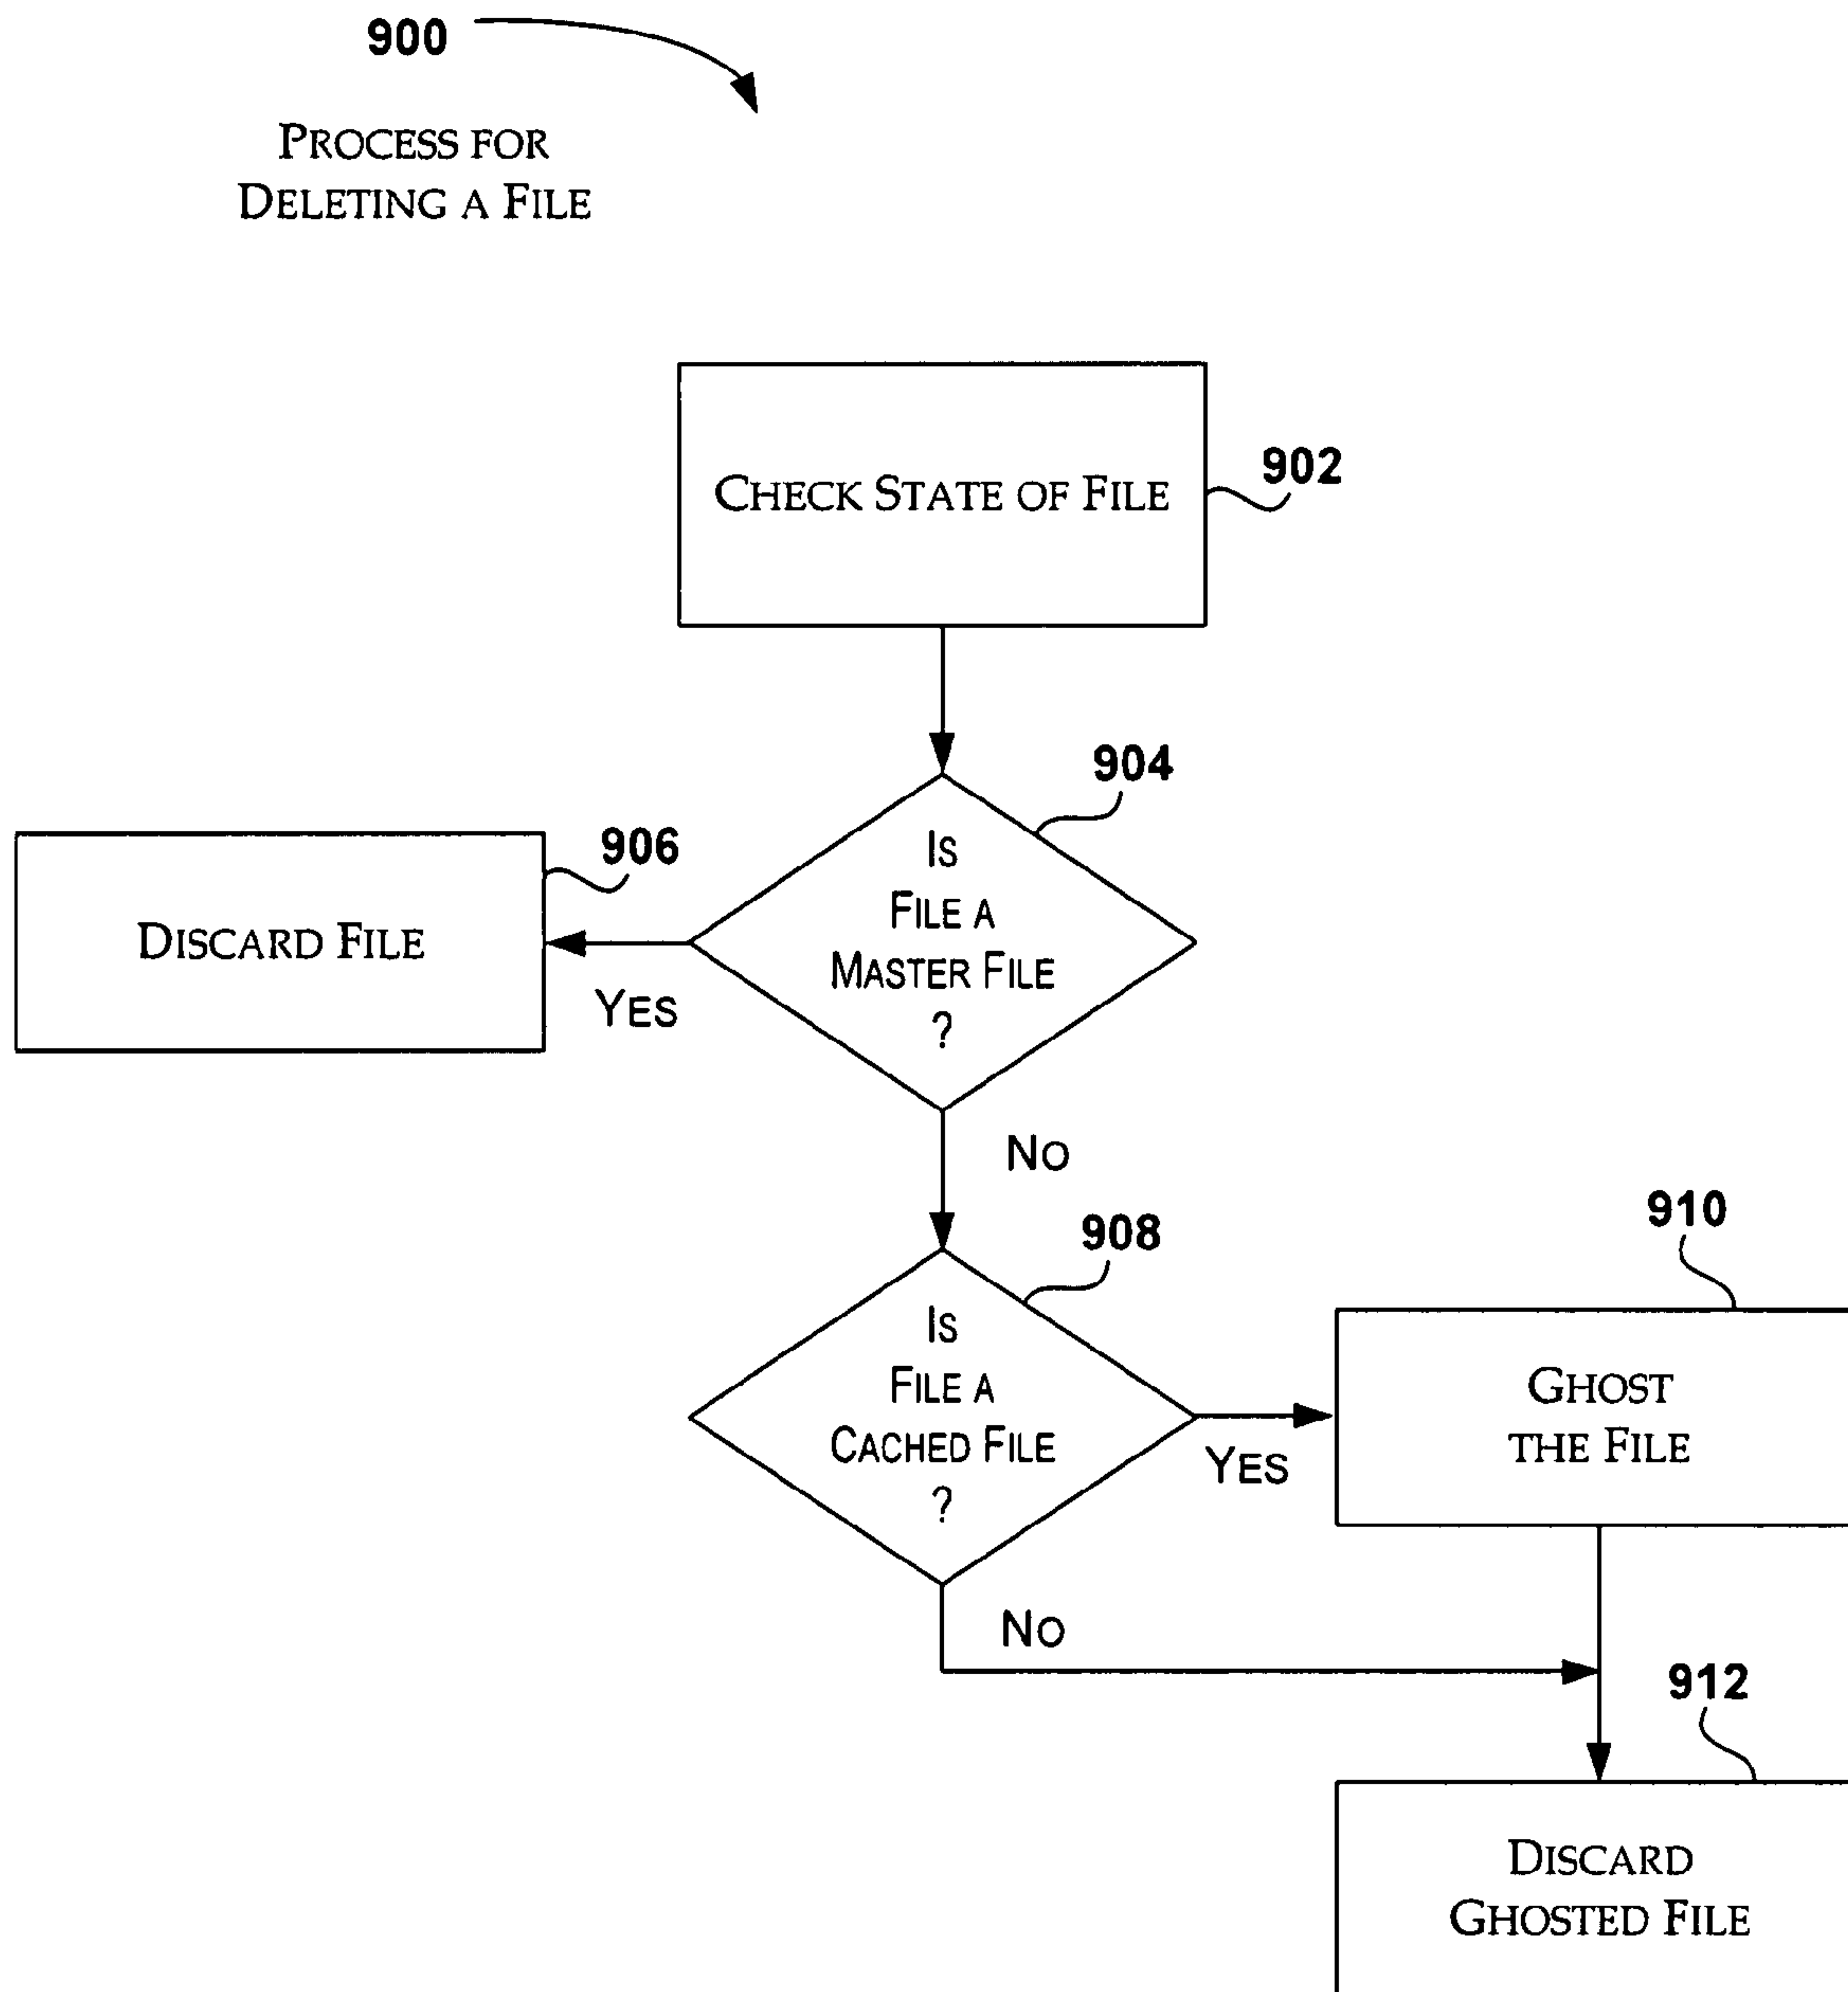 900
PROCESS FOR
DELETING A FILE
CHECK STATE OF FILE
902
904
IS
FILE A
MASTER FILE
?
906
DISCARD FILE
YES
NO
908
IS
FILE A
CACHED FILE
?
YES
910
GHOST
THE FILE
NO
912
DISCARD
GHOSTED FILE